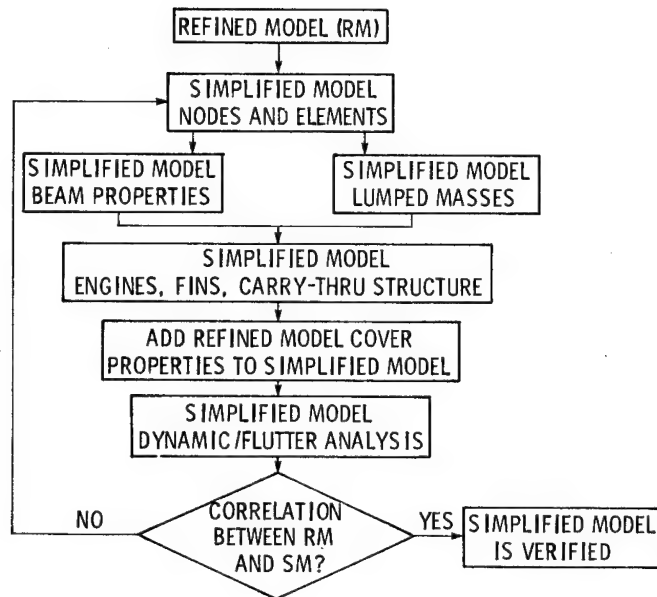 REFINED MODEL (RM)
SIMPLIFIED MODEL
NODES AND ELEMENTS
SIMPLIFIED MODEL
BEAM PROPERTIES
SIMPLIFIED MODEL
LUMPED MASSES
SIMPLIFIED MODEL
ENGINES, FINS, CARRY-THRU STRUCTURE
ADD REFINED MODEL COVER
PROPERTIES TO SIMPLIFIED MODEL
SIMPLIFIED MODEL
DYNAMIC/FLUTTER ANALYSIS
NO
CORRELATION
BETWEEN RM
AND SM?
YES
SIMPLIFIED MODEL
IS VERIFIED